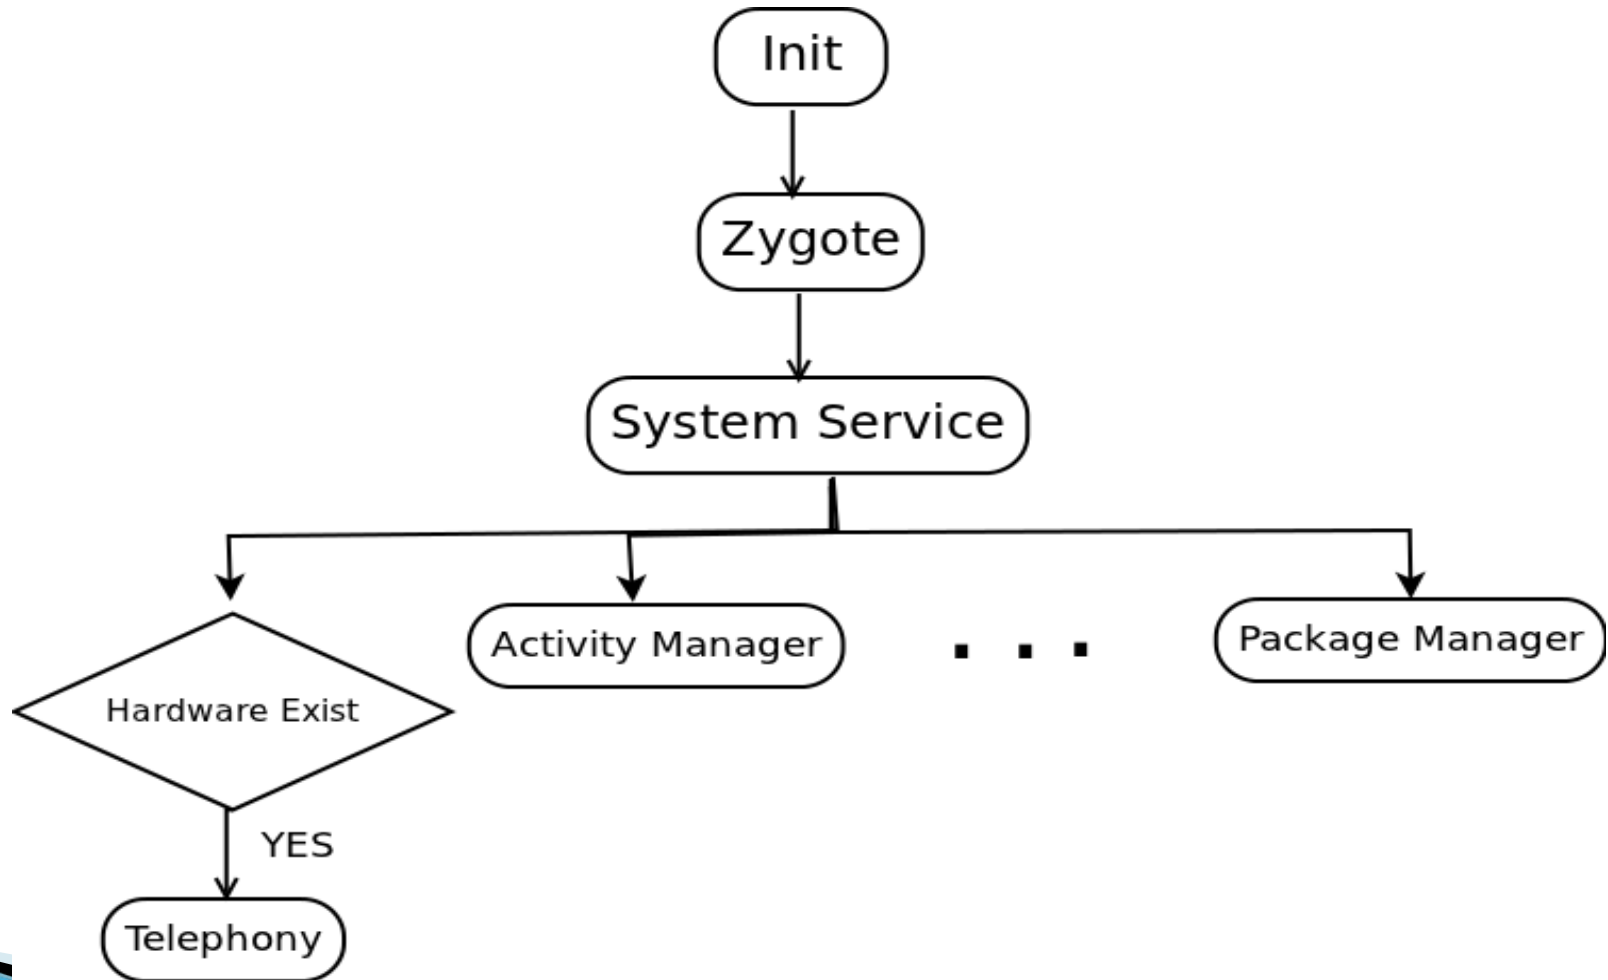 Init
Zygote
System Service
Activity Manager
Package Manager
Hardware Exist
YES
Telephony